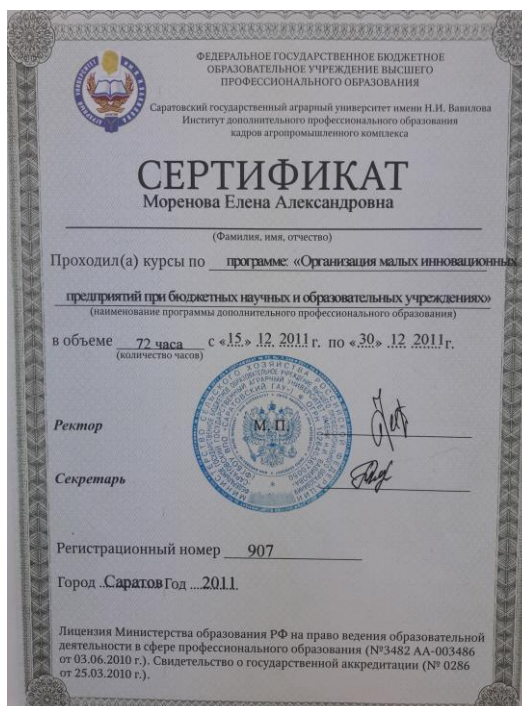 ФЕДЕРАЛЬНОЕ ГОСУДАРСТВЕННОЕ БЮДЖЕТНОЕ
ОБРАЗОВАТЕЛЬНОЕ УЧРЕЖДЕНИЕ ВЫСШЕГО
ПРОФЕССИОНАЛЬНОГО ОБРАЗОВАНИЯ
Саратовский государственный аграрный университет имени Н.И. Вавилова
Институт дополнительного профессионального образования
кадров агропромышленного комплекса
СЕРТИФИКАТ
Моренова Елена Александровна
(Фамилия, имя, отчество)
Проходил(а) курсы по программе: «Организация малых инновационных
предприятий при бюджетных научных и образовательных учреждениях»
(наименование программы дополнительного профессионального образования)
в объеме 72 часа с «15.» 12. 2011 г. по «30» .12 2011 г.
(количество часов)
Ректор М. П.
Секретарь
Регистрационный номер 907
Город Саратов Год 2011
Лицензия Министерства образования РФ на право ведения образовательной
деятельности в сфере профессионального образования (№3482 АА-003486
от 03.06.2010 г.). Свидетельство о государственной аккредитации (№ 0286
от 25.03.2010 г.).